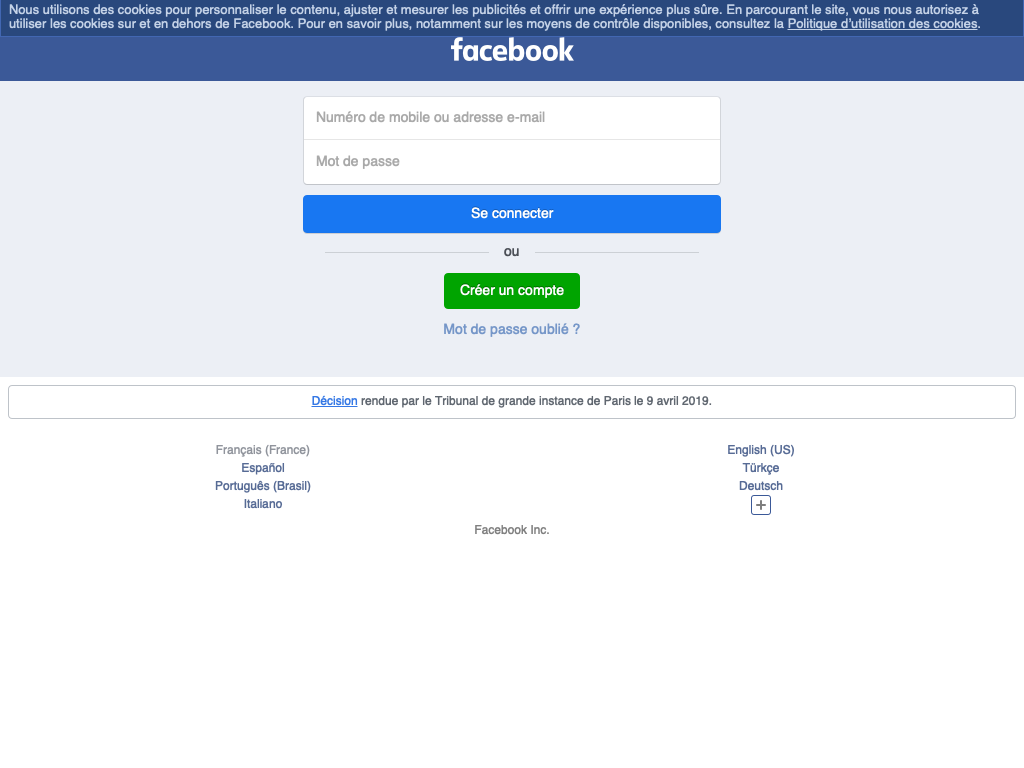 Nous utilisons des cookies pour personnaliser le contenu, ajuster et mesurer les publicités et offrir une expérience plus sûre. En parcourant le site, vous nous autorisez à
utiliser les cookies sur et en dehors de Facebook. Pour en savoir plus, notamment sur les moyens de contrôle disponibles, consultez la Politique d’utilisation des cookies.
facebook
Numéro de mobile ou adresse e-mail
Mot de passe
Se connecter
ou
Créer un compte
Mot de passe oublié ?
Décision rendue par le Tribunal de grande instance de Paris le 9 avril 2019.
Français (France)
Español
Português (Brasil)
Italiano
English (US)
Türkçe
Deutsch
Facebook Inc.